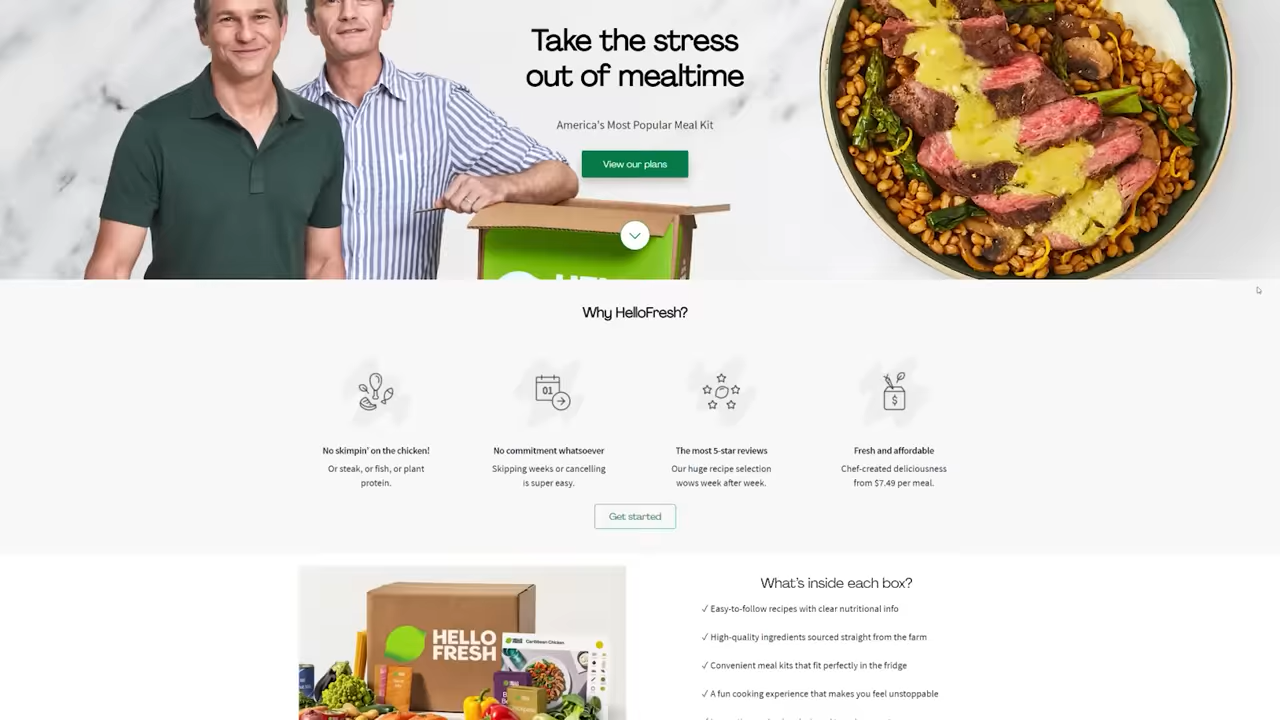 Take the stress
out of mealtime
America's Most Popular Meal Kit
View our plans
Why HelloFresh?
01
$
No skimpin' on the chicken!
Or steak, or fish, or plant
protein.
No commitment whatsoever
Skipping weeks or cancelling
is super easy.
The most 5-star reviews
Our huge recipe selection
wows week after week.
Fresh and affordable
Chef-created deliciousness
from $7.49 per meal.
Get started
HELLO
FRESH
Caribbean Chicken
What's inside each box?
✓ Easy-to-follow recipes with clear nutritional info
✓ High-quality ingredients sourced straight from the farm
✓ Convenient meal kits that fit perfectly in the fridge
✓ A fun cooking experience that makes you feel unstoppable